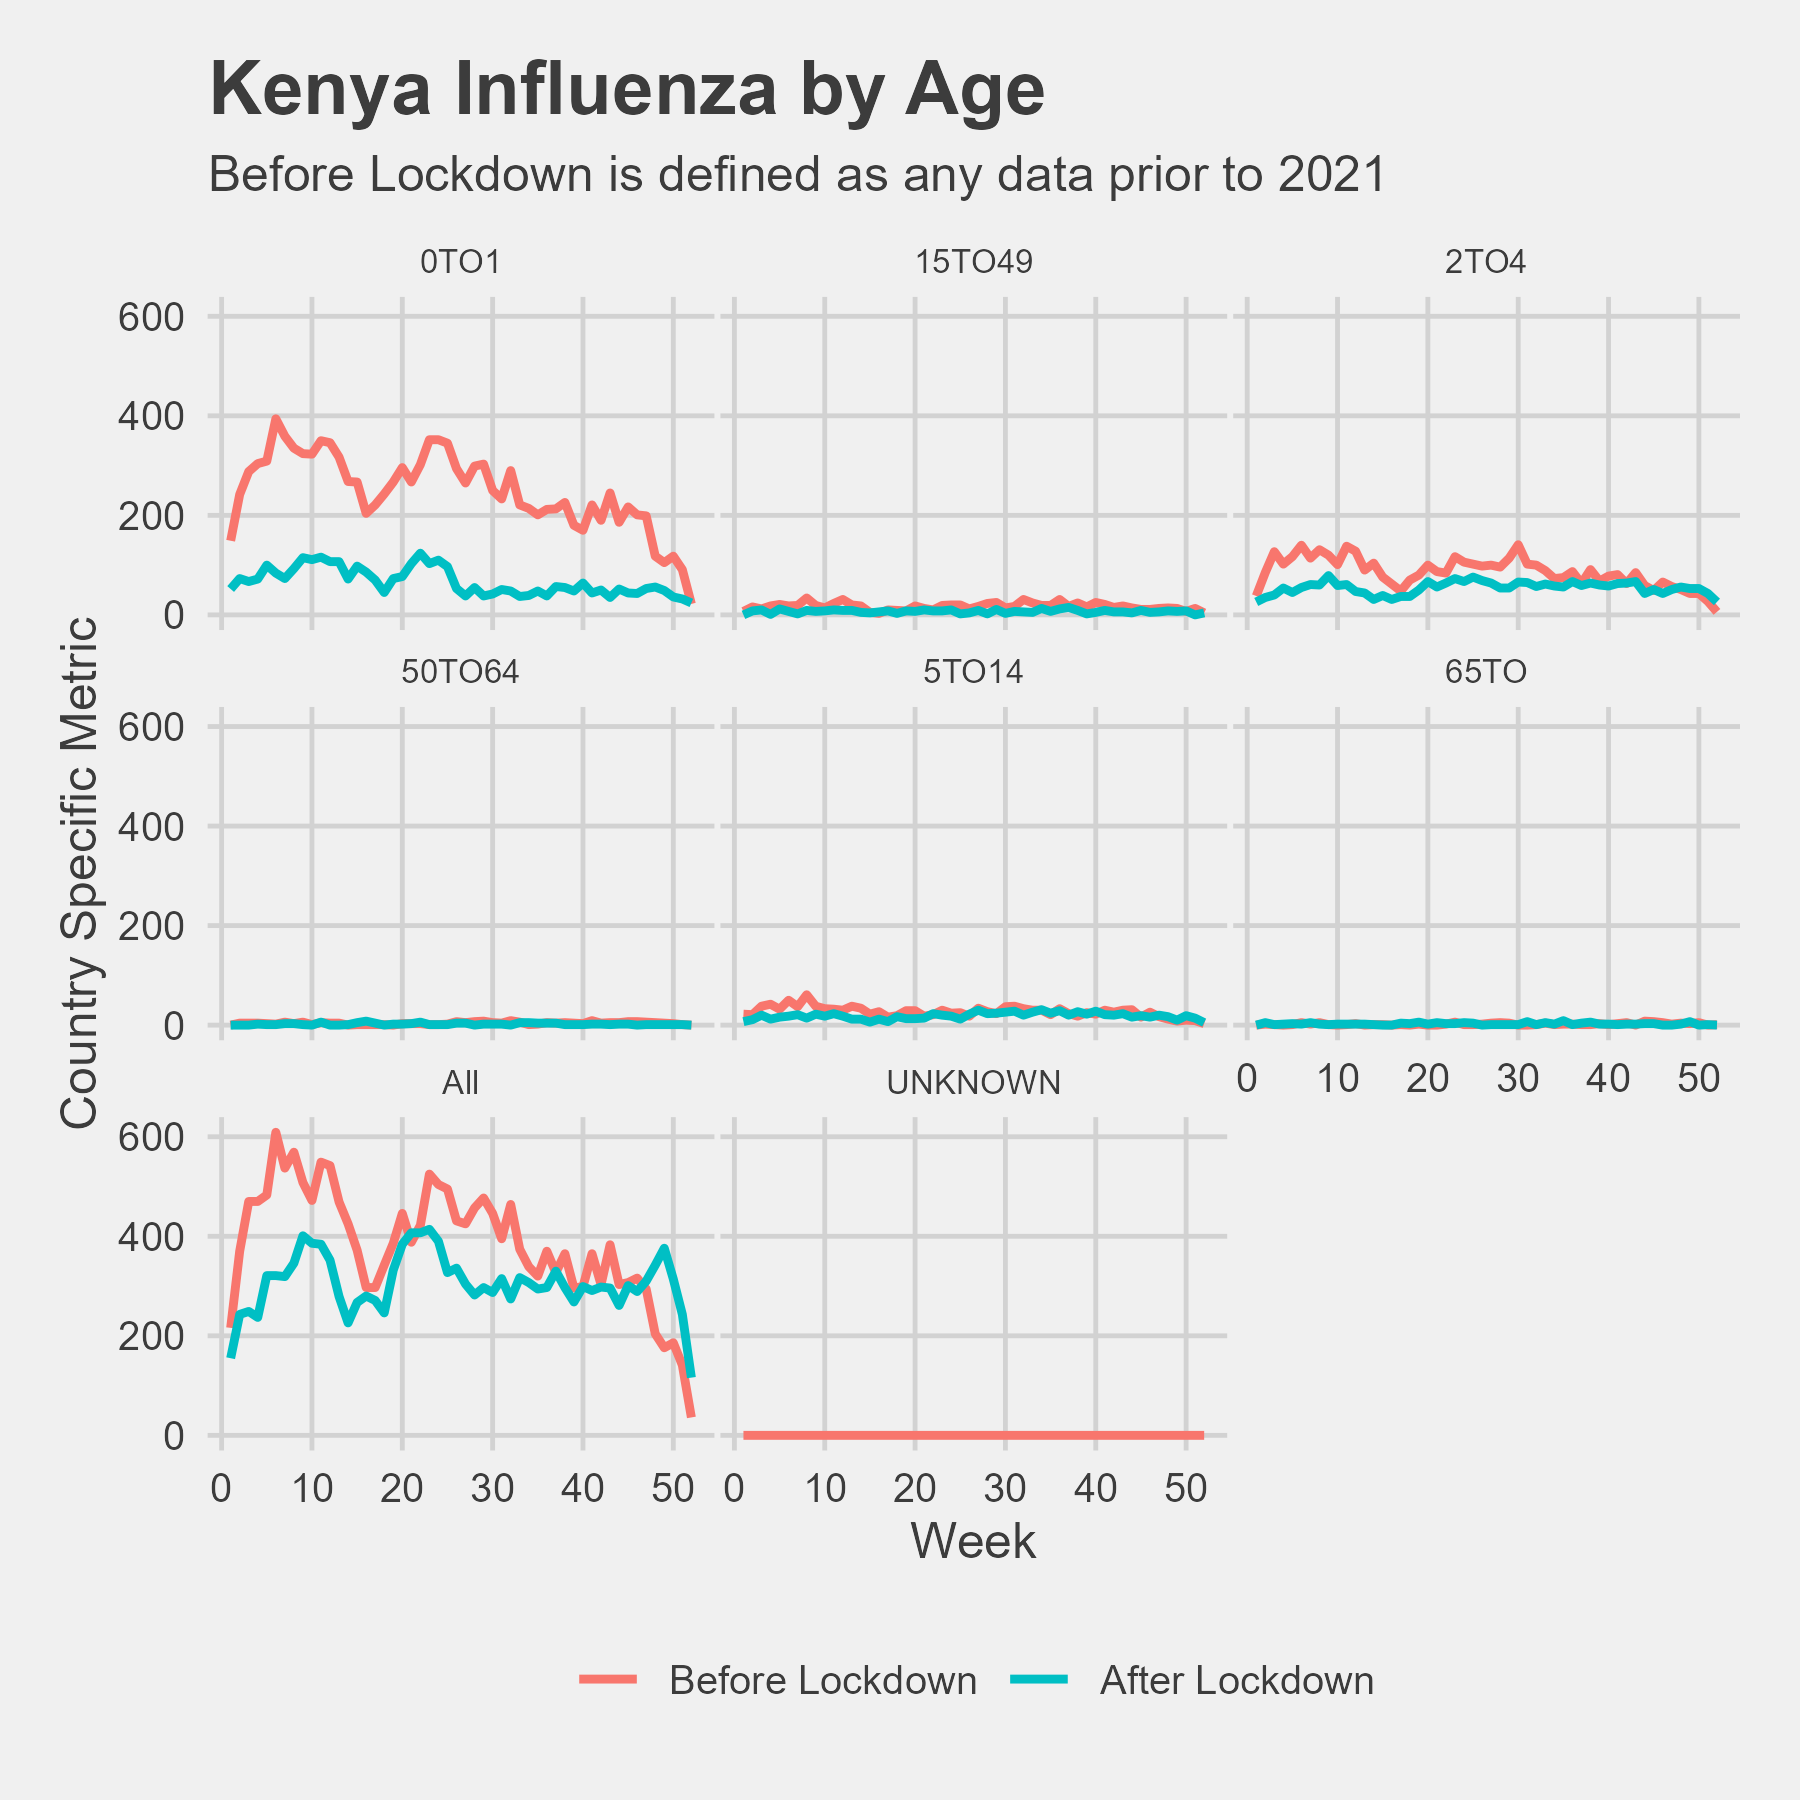 Kenya Influenza by Age
Before Lockdown is defined as any data prior to 2021
0TO1 15TO49 2TO4
600
400
200
0
50TO64 5TO14 65TO
600
400
200
0
0 10 20 30 40 50
All UNKNOWN
600
400
200
0
0 10 20 30 40 50 0 10 20 30 40 50
Country Specific Metric
Week
Before Lockdown After Lockdown